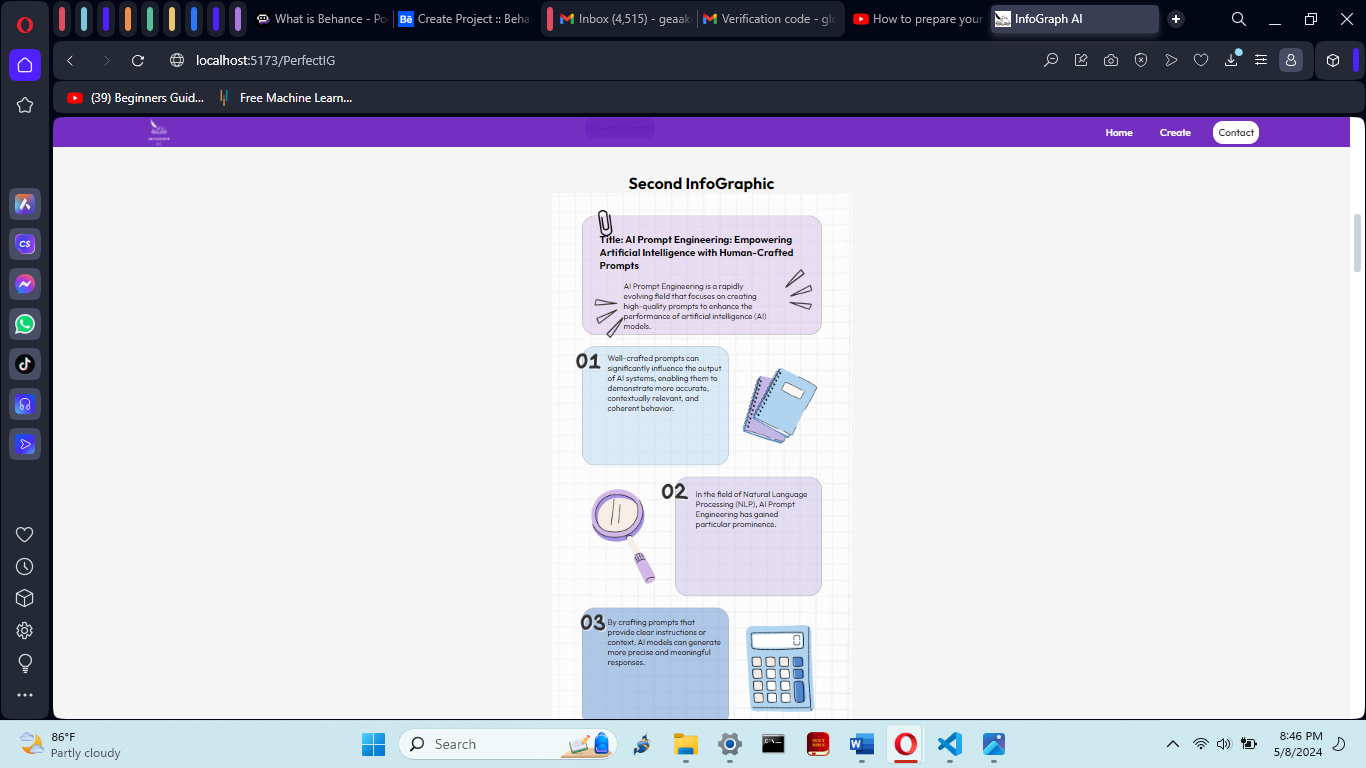 What is Behance - Po
Create Project :: Beha
Inbox (4,515) - geaak
Verification code - glo
How to prepare your
InfoGraph AI
localhost:5173/PerfectIG
(39) Beginners Guid...
Free Machine Learn...
Home
Create
Contact
Second InfoGraphic
Title: AI Prompt Engineering: Empowering
Artificial Intelligence with Human-Crafted
Prompts
AI Prompt Engineering is a rapidly
evolving field that focuses on creating
high-quality prompts to enhance the
performance of artificial intelligence (AI)
models.
01
Well-crafted prompts can
significantly influence the output
of AI systems, enabling them to
demonstrate more accurate,
contextually relevant, and
coherent behavior.
02
In the field of Natural Language
Processing (NLP), AI Prompt
Engineering has gained
particular prominence.
03
By crafting prompts that
provide clear instructions or
context, AI models can generate
more precise and meaningful
responses.
0
CS
86°F
Partly cloudy
Search
HOLY
BIBLE
8:46 PM
5/8/2024